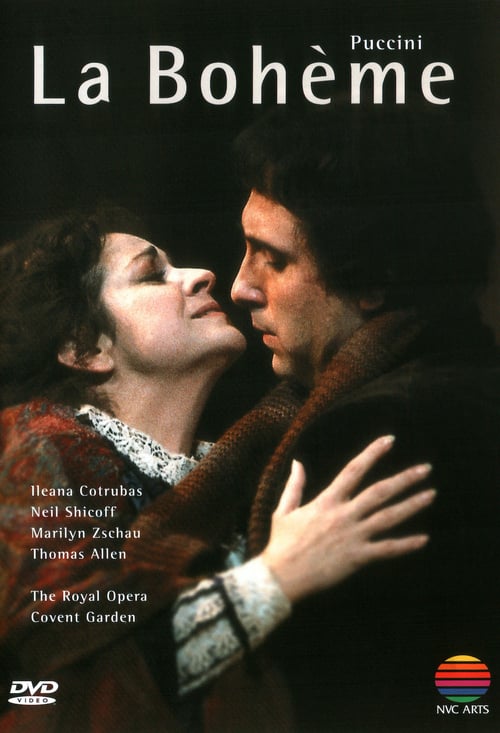 Puccini
La Bohème
Ileana Cotrubas
Neil Shicoff
Marilyn Zschau
Thomas Allen
The Royal Opera
Covent Garden
DVD
VIDEO
NVC ARTS